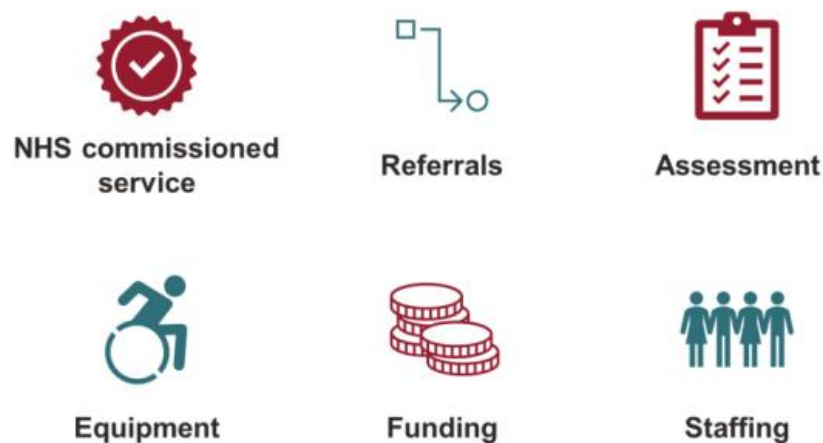 NHS commissioned
service
Referrals
Assessment
Equipment
Funding
Staffing